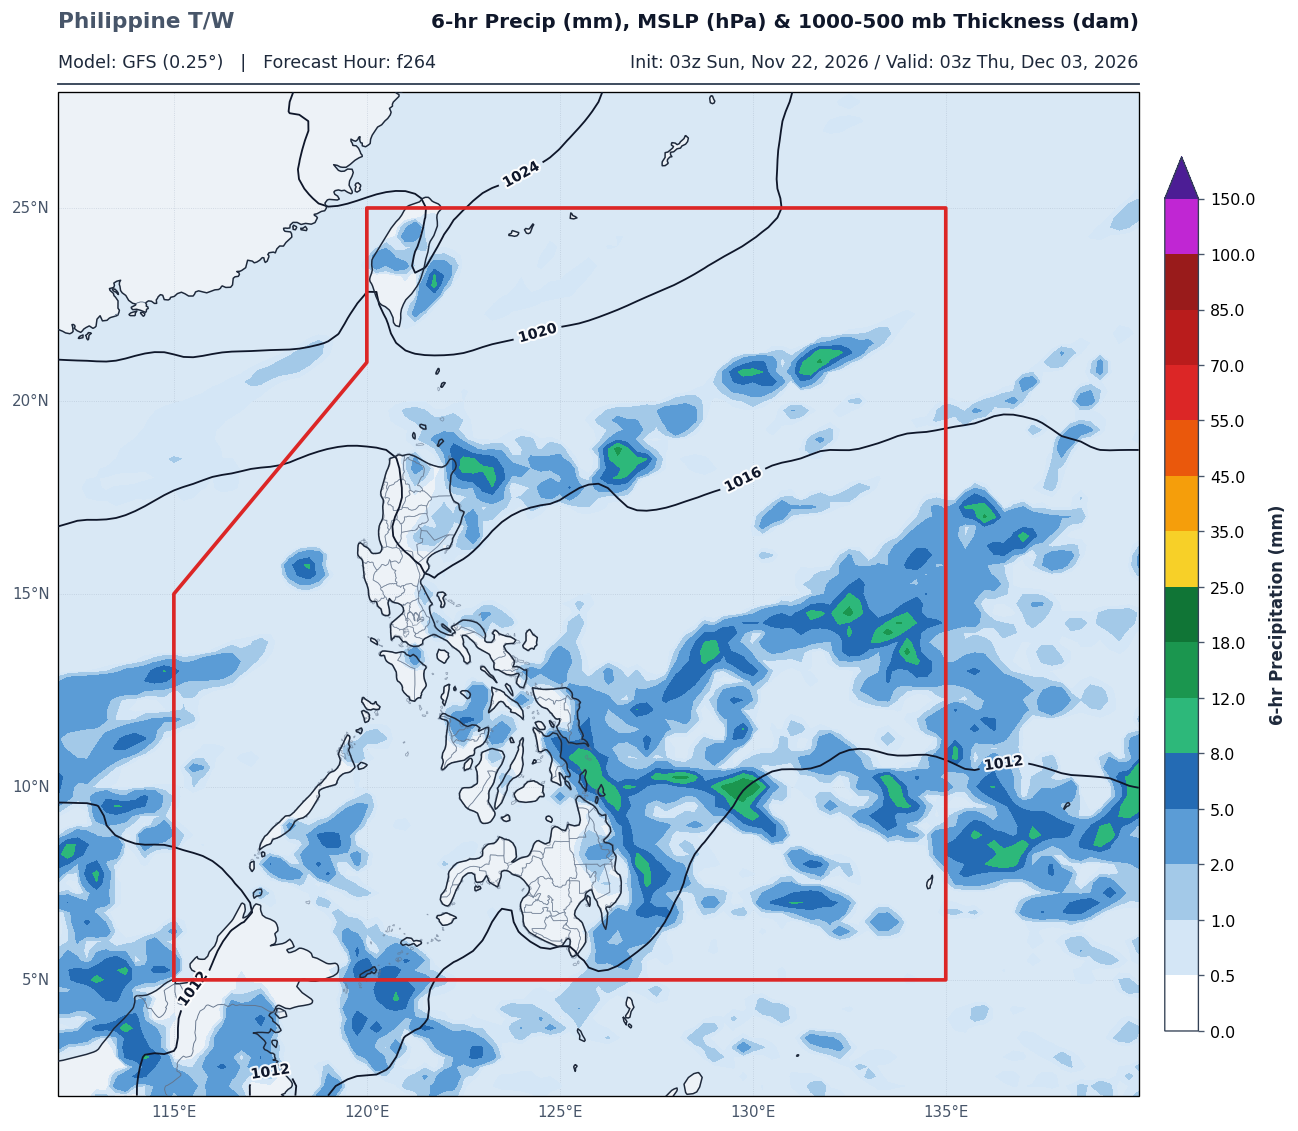 Philippine T/W
6-hr Precip (mm), MSLP (hPa) & 1000-500 mb Thickness (dam)
Model: GFS (0.25°) | Forecast Hour: f264
Init: 03z Sun, Nov 22, 2026 / Valid: 03z Thu, Dec 03, 2026
25°N
20°N
15°N
10°N
5°N
115°E
120°E
125°E
130°E
135°E
1024
1020
1016
1012
1012
1012
150.0
100.0
85.0
70.0
55.0
45.0
35.0
25.0
18.0
12.0
8.0
5.0
2.0
1.0
0.5
0.0
6-hr Precipitation (mm)